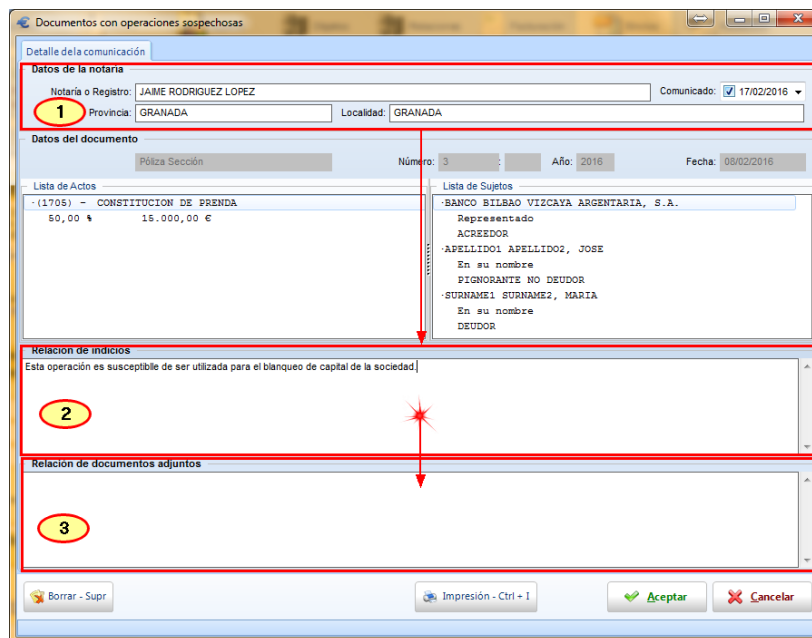 Documentos con operaciones sospechosas
Detalle dela comunicación
Datos de la notaría
Notaría o Registro: JAIME RODRIGUEZ LOPEZ Comunicado: 17/02/2016
1 Provincia: GRANADA Localidad: GRANADA
Datos del documento
Póliza Sección Número: 3 : Año: 2016 Fecha: 08/02/2016
Lista de Actos
·(1705) - CONSTITUCION DE PRENDA
50,00 % 15.000,00 €
Lista de Sujetos
·BANCO BILBAO VIZCAYA ARGENTARIA, S.A.
Representado
ACREEDOR
·APELLIDO1 APELLIDO2, JOSE
En su nombre
PIGNORANTE NO DEUDOR
·SURNAME1 SURNAME2, MARIA
En su nombre
DEUDOR
Relación de indicios
Esta operación es susceptiblle de ser utilizada para el blanqueo de capital de la sociedad.
2
Relación de documentos adjuntos
3
Borrar - Supr Impresión - Ctrl + I Aceptar Cancelar